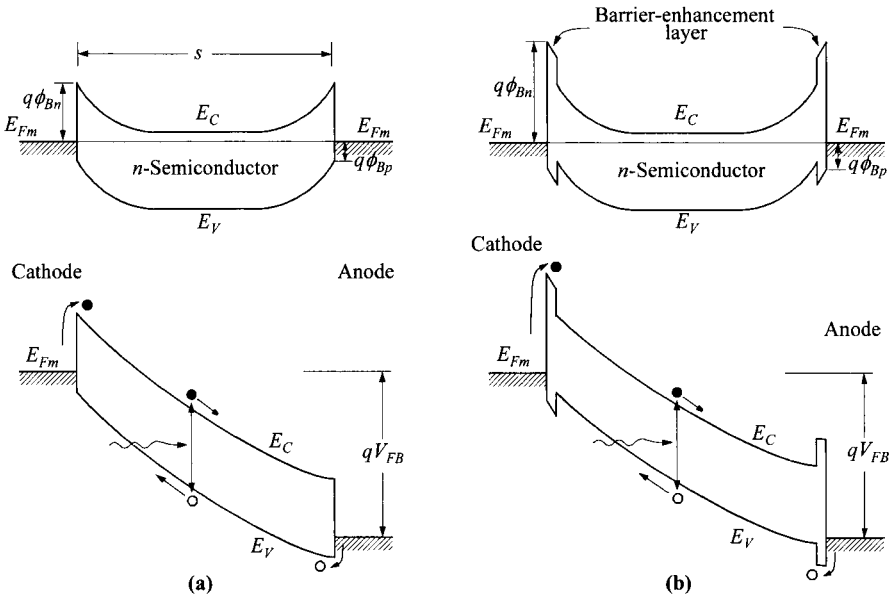 s
qϕBn
EC
EFm
EFm
n-Semiconductor
qϕBp
EV
Cathode
Anode
EFm
EC
qVFB
EV
(a)
Barrier-enhancement
layer
qϕBn
EC
EFm
EFm
n-Semiconductor
qϕBp
EV
Cathode
Anode
EFm
EC
qVFB
EV
(b)